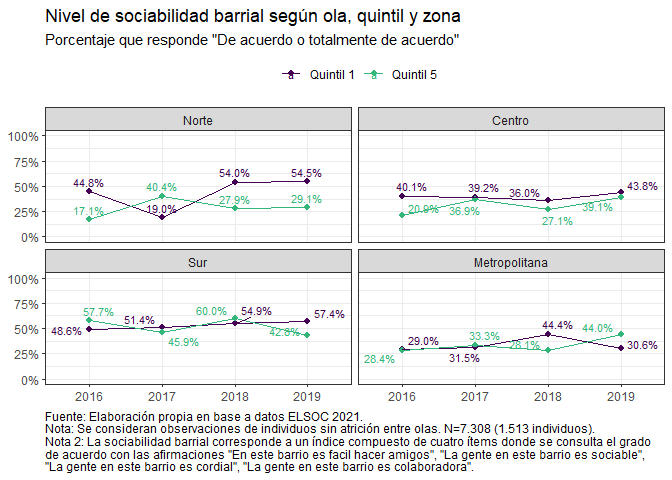 Nivel de sociabilidad barrial según ola, quintil y zona
Porcentaje que responde "De acuerdo o totalmente de acuerdo"
Quintil 1 Quintil 5
Norte Centro
100%
75%
50%
25%
0%
44.8% 19.0% 54.0% 54.5%
17.1% 40.4% 27.9% 29.1%
40.1% 39.2% 36.0% 43.8%
20.9% 36.9% 27.1% 39.1%
Sur Metropolitana
100%
75%
50%
25%
0%
48.6% 51.4% 54.9% 57.4%
57.7% 45.9% 60.0% 42.8%
29.0% 31.5% 44.4% 30.6%
28.4% 33.3% 28.1% 44.0%
2016 2017 2018 2019 2016 2017 2018 2019
Fuente: Elaboración propia en base a datos ELSOC 2021.
Nota: Se consideran observaciones de individuos sin atrición entre olas. N=7.308 (1.513 individuos).
Nota 2: La sociabilidad barrial corresponde a un índice compuesto de cuatro ítems donde se consulta el grado
de acuerdo con las afirmaciones "En este barrio es facil hacer amigos", "La gente en este barrio es sociable",
"La gente en este barrio es cordial", "La gente en este barrio es colaboradora".